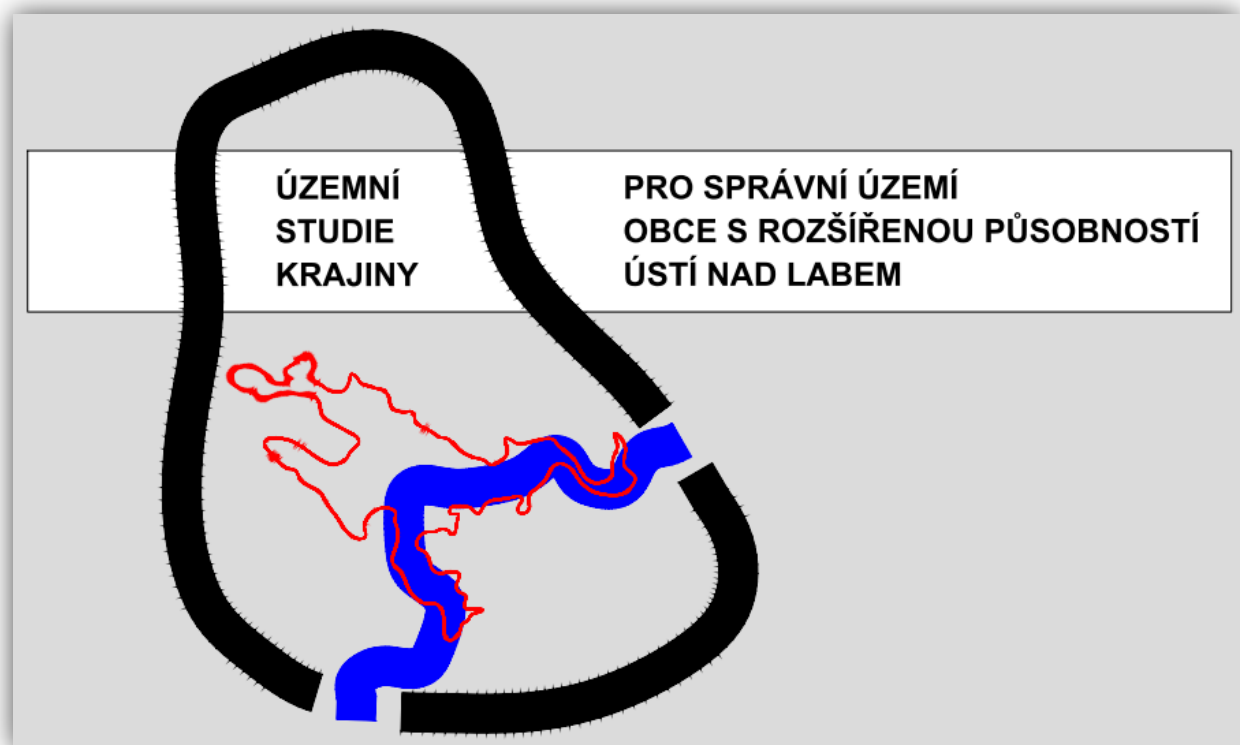 ÚZEMNÍ
STUDIE
KRAJINY
PRO SPRÁVNÍ ÚZEMÍ
OBCE S ROZŠÍŘENOU PŮSOBNOSTÍ
ÚSTÍ NAD LABEM